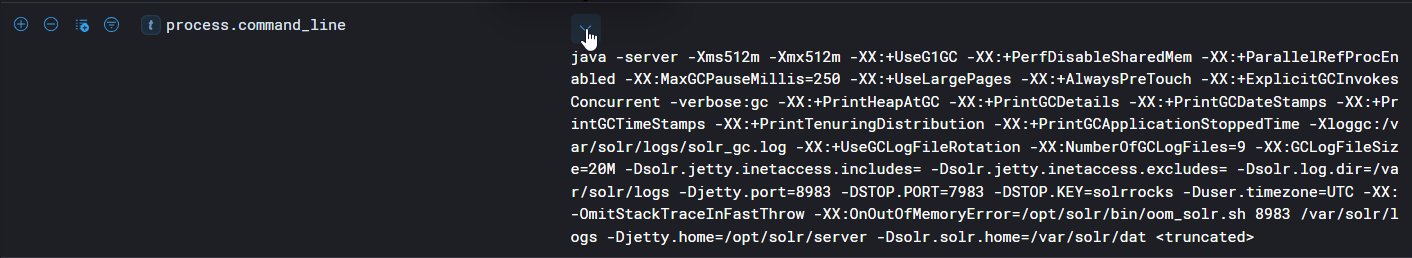 t process.command_line
java -server -Xms512m -Xmx512m -XX:+UseG1GC -XX:+PerfDisableSharedMem -XX:+ParallelRefProcEn
abled -XX:MaxGCPauseMillis=250 -XX:+UseLargePages -XX:+AlwaysPreTouch -XX:+ExplicitGCInvokes
Concurrent -verbose:gc -XX:+PrintHeapAtGC -XX:+PrintGCDetails -XX:+PrintGCDateStamps -XX:+Pr
intGCTimeStamps -XX:+PrintTenuringDistribution -XX:+PrintGCApplicationStoppedTime -Xloggc:/v
ar/solr/logs/solr_gc.log -XX:+UseGCLogFileRotation -XX:NumberOfGCLogFiles=9 -XX:GCLogFileSiz
e=20M -Dsolr.jetty.inetaccess.includes= -Dsolr.jetty.inetaccess.excludes= -Dsolr.log.dir=/va
r/solr/logs -Djetty.port=8983 -DSTOP.PORT=7983 -DSTOP.KEY=solrrocks -Duser.timezone=UTC -XX:
-OmitStackTraceInFastThrow -XX:OnOutOfMemoryError=/opt/solr/bin/oom_solr.sh 8983 /var/solr/l
ogs -Djetty.home=/opt/solr/server -Dsolr.solr.home=/var/solr/dat <truncated>